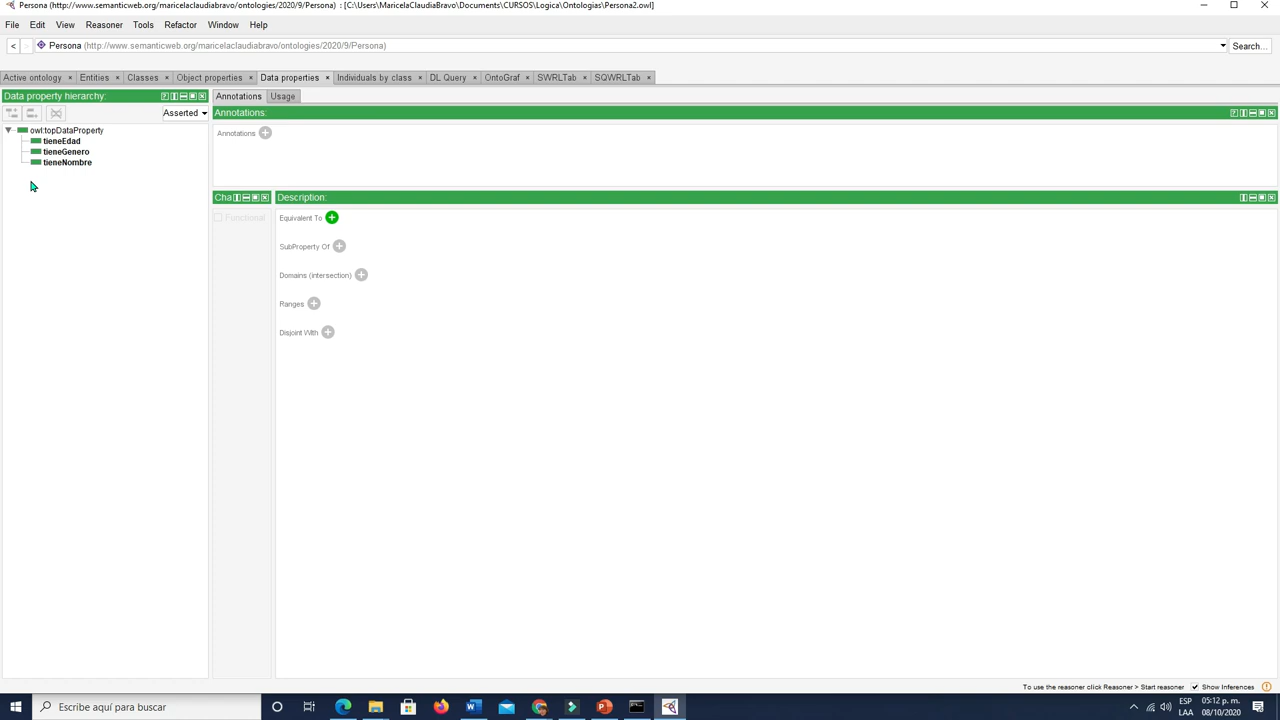 Persona (http://www.semanticweb.org/maricelaclaudiabravo/ontologies/2020/9/Persona) : [C:\Users\MaricelaClaudiaBravo\Documents\CURSOS\Logica\Ontologias\Persona2.owl]
File Edit View Reasoner Tools Refactor Window Help
< > Persona (http://www.semanticweb.org/maricelaclaudiabravo/ontologies/2020/9/Persona) Search...
Active ontology × Entities × Classes × Object properties × Data properties × Individuals by class × DL Query × OntoGraf × SWRLTab × SQWRLTab ×
Data property hierarchy:
Asserted
owl:topDataProperty
tieneEdad
tieneGenero
tieneNombre
Annotations Usage
Annotations:
Annotations
Cha
Functional
Description:
Equivalent To
SubProperty Of
Domains (intersection)
Ranges
Disjoint With
To use the reasoner click Reasoner > Start reasoner Show Inferences
Escribe aquí para buscar
ESP
LAA
05:12 p. m.
08/10/2020